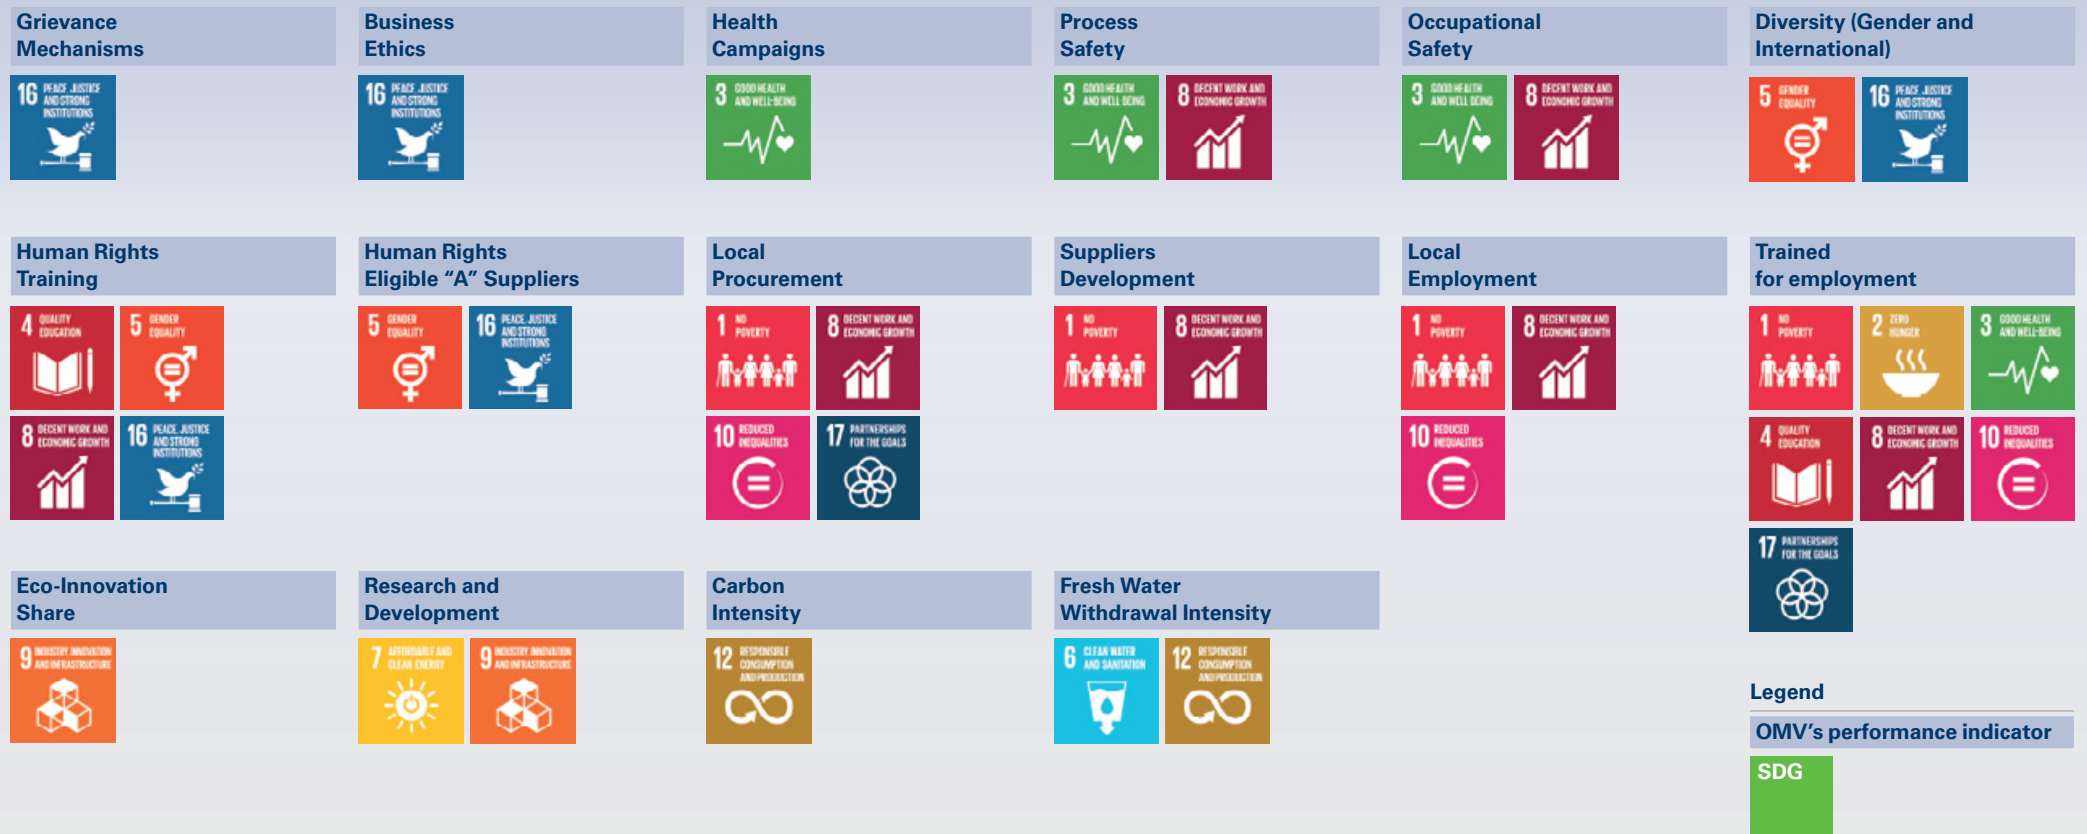 Grievance
Mechanisms
16 PEACE, JUSTICE
AND STRONG
INSTITUTIONS
Business
Ethics
16 PEACE, JUSTICE
AND STRONG
INSTITUTIONS
Health
Campaigns
3 GOOD HEALTH
AND WELL-BEING
Process
Safety
3 GOOD HEALTH
AND WELL-BEING
8 DECENT WORK AND
ECONOMIC GROWTH
Occupational
Safety
3 GOOD HEALTH
AND WELL-BEING
8 DECENT WORK AND
ECONOMIC GROWTH
Diversity (Gender and
International)
5 GENDER
EQUALITY
16 PEACE, JUSTICE
AND STRONG
INSTITUTIONS
Human Rights
Training
4 QUALITY
EDUCATION
5 GENDER
EQUALITY
8 DECENT WORK AND
ECONOMIC GROWTH
16 PEACE, JUSTICE
AND STRONG
INSTITUTIONS
Human Rights
Eligible “A” Suppliers
5 GENDER
EQUALITY
16 PEACE, JUSTICE
AND STRONG
INSTITUTIONS
Local
Procurement
1 NO
POVERTY
8 DECENT WORK AND
ECONOMIC GROWTH
10 REDUCED
INEQUALITIES
17 PARTNERSHIPS
FOR THE GOALS
Suppliers
Development
1 NO
POVERTY
8 DECENT WORK AND
ECONOMIC GROWTH
Local
Employment
1 NO
POVERTY
8 DECENT WORK AND
ECONOMIC GROWTH
10 REDUCED
INEQUALITIES
Trained
for employment
1 NO
POVERTY
2 ZERO
HUNGER
3 GOOD HEALTH
AND WELL-BEING
4 QUALITY
EDUCATION
8 DECENT WORK AND
ECONOMIC GROWTH
10 REDUCED
INEQUALITIES
17 PARTNERSHIPS
FOR THE GOALS
Eco-Innovation
Share
9 INDUSTRY, INNOVATION
AND INFRASTRUCTURE
Research and
Development
7 AFFORDABLE AND
CLEAN ENERGY
9 INDUSTRY, INNOVATION
AND INFRASTRUCTURE
Carbon
Intensity
12 RESPONSIBLE
CONSUMPTION
AND PRODUCTION
Fresh Water
Withdrawal Intensity
6 CLEAN WATER
AND SANITATION
12 RESPONSIBLE
CONSUMPTION
AND PRODUCTION
Legend
OMV’s performance indicator
SDG